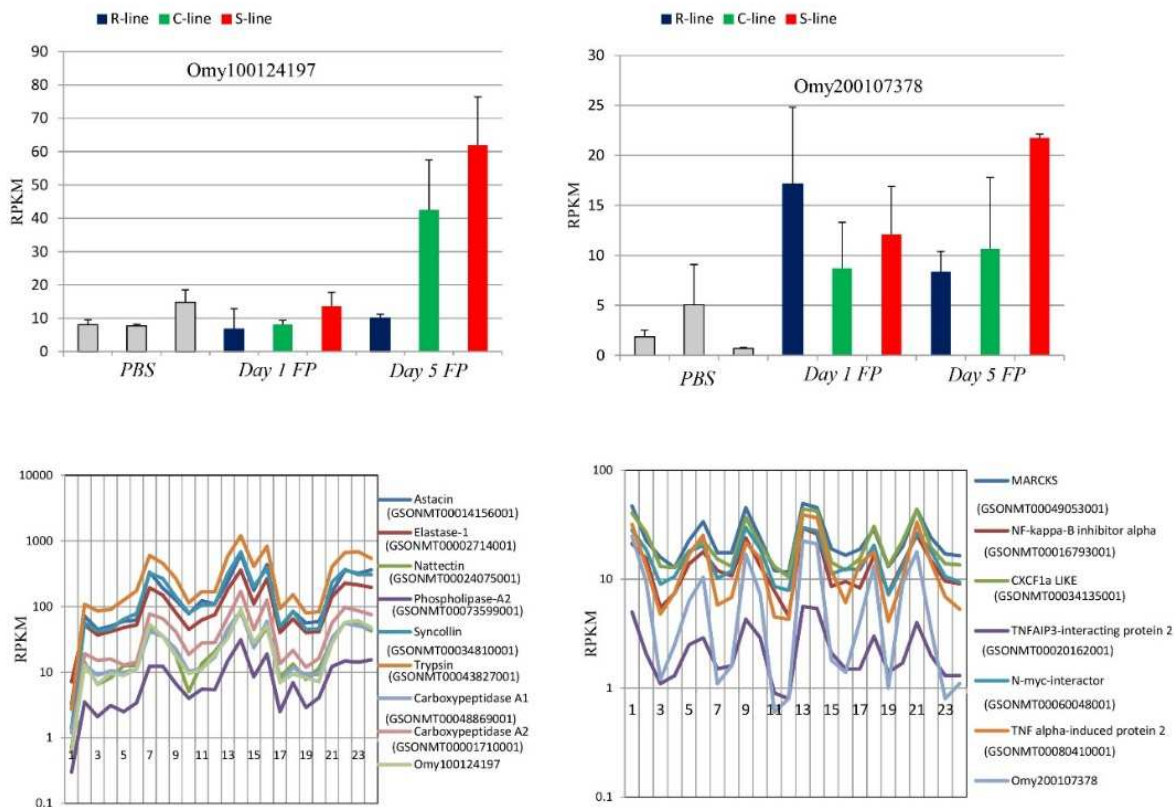 R-line C-line S-line
Omy100124197
RPKM
90
80
70
60
50
40
30
20
10
0
PBS Day 1 FP Day 5 FP
R-line C-line S-line
Omy200107378
RPKM
30
25
20
15
10
5
0
PBS Day 1 FP Day 5 FP
RPKM
10000
1000
100
10
1
0.1
1 3 5 7 9 11 13 15 17 19 21 23
Astacin
(GSONMT00014156001)
Elastase-1
(GSONMT00002714001)
Nattectin
(GSONMT00024075001)
Phospholipase-A2
(GSONMT00073599001)
Syncollin
(GSONMT00034810001)
Trypsin
(GSONMT00043827001)
Carboxypeptidase A1
(GSONMT00048869001)
Carboxypeptidase A2
(GSONMT00001710001)
Omy100124197
RPKM
100
10
1
0.1
1 3 5 7 9 11 13 15 17 19 21 23
MARCKS
(GSONMT00049053001)
NF-kappa-B inhibitor alpha
(GSONMT00016793001)
CXCF1a LIKE
(GSONMT00034135001)
TNFAIP3-interacting protein 2
(GSONMT00020162001)
N-myc-interactor
(GSONMT00060048001)
TNF alpha-induced protein 2
(GSONMT00080410001)
Omy200107378